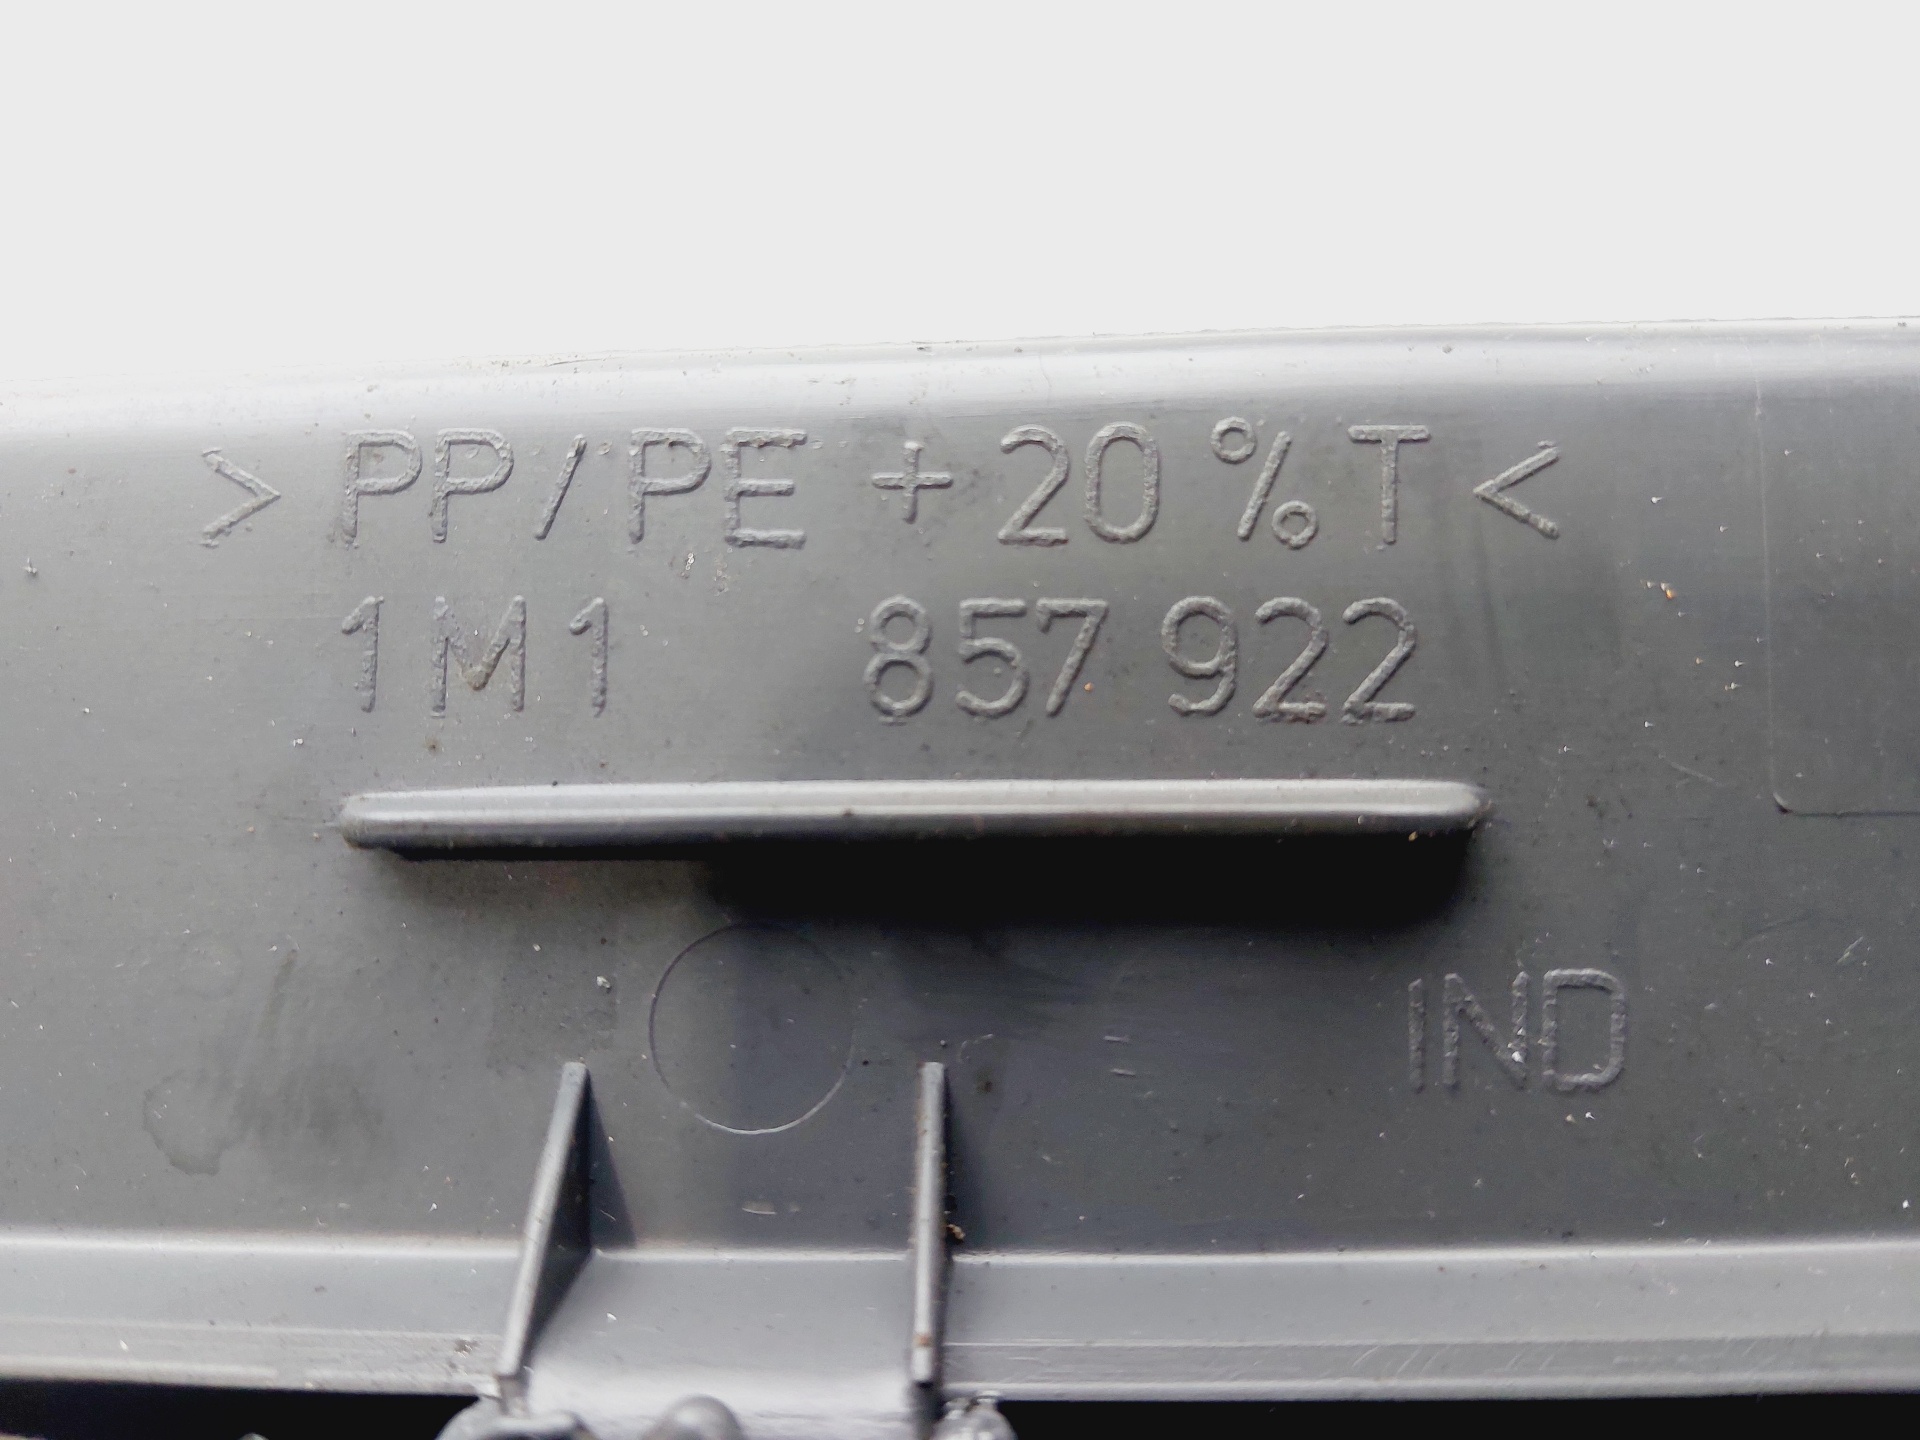 > PP/PE + 20 % T <
1M1 857 922
IND